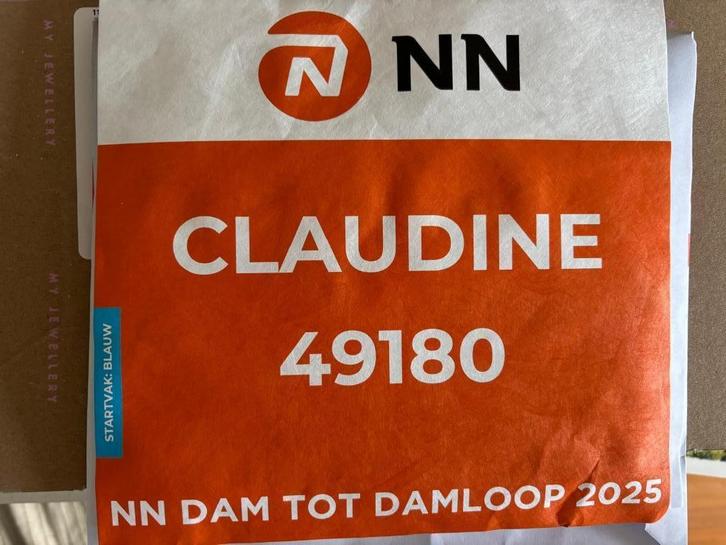 NN
CLAUDINE
49180
STARTVAK: BLAUW
NN DAM TOT DAMLOOP 2025
MY JEWELLERY
MY JEWELLERY